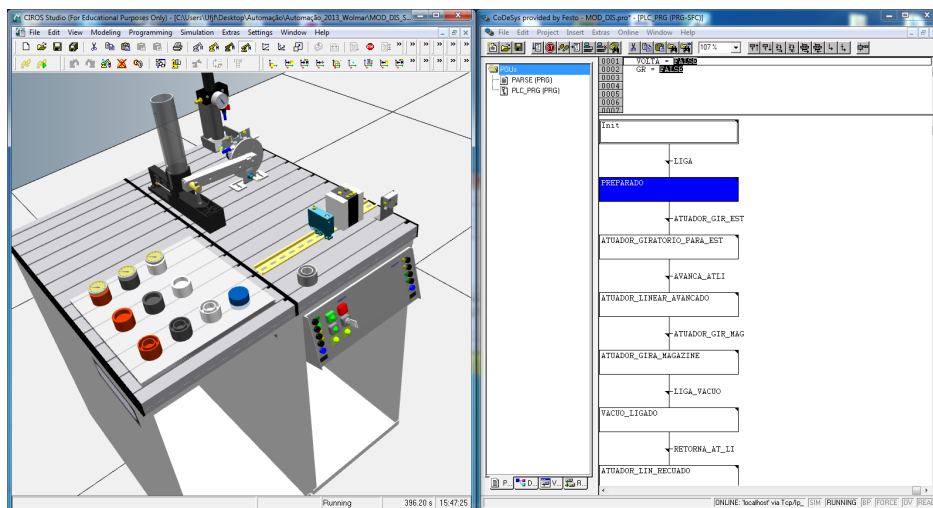 CIROS Studio (For Educational Purposes Only) - [C:\Users\Ufjf\Desktop\Automação\Automação_2013_Wolmar\MOD_DIS_S...
File Edit View Modeling Programming Simulation Extras Settings Window Help
Running 396.20 s 15:47:25
CoDeSys provided by Festo - MOD_DIS.pro* - [PLC_PRG (PRG-SFC)]
File Edit Project Insert Extras Online Window Help
107 %
POUs
PARSE (PRG)
PLC_PRG (PRG)
0001 VOLTA = FALSE
0002 GR = FALSE
0003
0004
0005
0006
0007
Init
LIGA
PREPARADO
ATUADOR_GIR_EST
ATUADOR_GIRATORIO_PARA_EST
AVANCA_ATLI
ATUADOR_LINEAR_AVANCADO
ATUADOR_GIR_MAG
ATUADOR_GIRA_MAGAZINE
LIGA_VACUO
VACUO_LIGADO
RETORNA_AT_LI
ATUADOR_LIN_RECUADO
P... D... V... R...
ONLINE: 'localhost' via Tcp/Ip_ SIM RUNNING BP FORCE OV READ